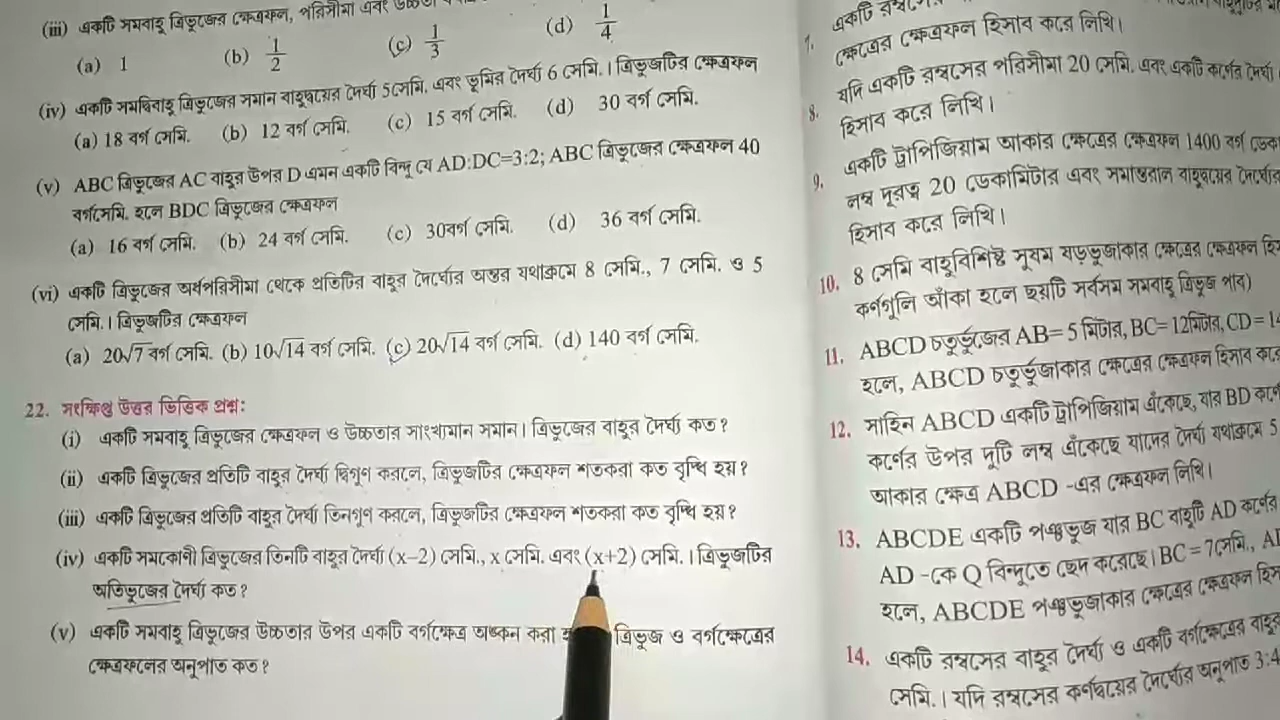 (iii) একটি সমবাহু ত্রিভুজের ক্ষেত্রফল, পরিসীমা এবং উচ্চতা
(a) 1 (b) 1/2 (c) 1/3 (d) 1/4
(iv) একটি সমদ্বিবাহু ত্রিভুজের সমান বাহুদ্বয়ের দৈর্ঘ্য 5সেমি. এবং ভূমির দৈর্ঘ্য 6 সেমি.। ত্রিভুজটির ক্ষেত্রফল
(a) 18 বর্গ সেমি. (b) 12 বর্গ সেমি. (c) 15 বর্গ সেমি. (d) 30 বর্গ সেমি.
(v) ABC ত্রিভুজের AC বাহুর উপর D এমন একটি বিন্দু যে AD:DC=3:2; ABC ত্রিভুজের ক্ষেত্রফল 40
বর্গসেমি. হলে BDC ত্রিভুজের ক্ষেত্রফল
(a) 16 বর্গ সেমি. (b) 24 বর্গ সেমি. (c) 30বর্গ সেমি. (d) 36 বর্গ সেমি.
(vi) একটি ত্রিভুজের অর্ধপরিসীমা থেকে প্রতিটির বাহুর দৈর্ঘ্যের অন্তর যথাক্রমে 8 সেমি., 7 সেমি. ও 5
সেমি.। ত্রিভুজটির ক্ষেত্রফল
(a) 20√7 বর্গ সেমি. (b) 10√14 বর্গ সেমি. (c) 20√14 বর্গ সেমি. (d) 140 বর্গ সেমি.
22. সংক্ষিপ্ত উত্তর ভিত্তিক প্রশ্ন:
(i) একটি সমবাহু ত্রিভুজের ক্ষেত্রফল ও উচ্চতার সাংখ্যমান সমান। ত্রিভুজের বাহুর দৈর্ঘ্য কত?
(ii) একটি ত্রিভুজের প্রতিটি বাহুর দৈর্ঘ্য দ্বিগুণ করলে, ত্রিভুজটির ক্ষেত্রফল শতকরা কত বৃদ্ধি হয়?
(iii) একটি ত্রিভুজের প্রতিটি বাহুর দৈর্ঘ্য তিনগুণ করলে, ত্রিভুজটির ক্ষেত্রফল শতকরা কত বৃদ্ধি হয়?
(iv) একটি সমকোণী ত্রিভুজের তিনটি বাহুর দৈর্ঘ্য (x−2) সেমি., x সেমি. এবং (x+2) সেমি.। ত্রিভুজটির
অতিভুজের দৈর্ঘ্য কত?
(v) একটি সমবাহু ত্রিভুজের উচ্চতার উপর একটি বর্গক্ষেত্র অঙ্কন করা ত্রিভুজ ও বর্গক্ষেত্রের
ক্ষেত্রফলের অনুপাত কত?
7. একটি
ক্ষেত্রের ক্ষেত্রফল হিসাব করে লিখি।
8. যদি একটি রম্বসের পরিসীমা 20 সেমি. এবং একটি কর্ণের দৈর্ঘ্য
হিসাব করে লিখি।
9. একটি ট্রাপিজিয়াম আকার ক্ষেত্রের ক্ষেত্রফল 1400 বর্গ
লম্ব দূরত্ব 20 ডেকামিটার এবং সমান্তরাল বাহুদ্বয়ের দৈর্ঘ্যের
হিসাব করে লিখি।
10. 8 সেমি বাহুবিশিষ্ট সুষম ষড়ভুজাকার ক্ষেত্রের ক্ষেত্রফল
কর্ণগুলি আঁকা হলে ছয়টি সর্বসম সমবাহু ত্রিভুজ পাব)
11. ABCD চতুর্ভুজের AB= 5 মিটার, BC= 12মিটার, CD = 14
হলে, ABCD চতুর্ভুজাকার ক্ষেত্রের ক্ষেত্রফল হিসাব করে
12. সাহিন ABCD একটি ট্রাপিজিয়াম এঁকেছে, যার BD কর্ণের
কর্ণের উপর দুটি লম্ব এঁকেছে যাদের দৈর্ঘ্য যথাক্রমে 5
আকার ক্ষেত্র ABCD -এর ক্ষেত্রফল লিখি।
13. ABCDE একটি পঞ্চভুজ যার BC বাহুটি AD কর্ণের
AD -কে Q বিন্দুতে ছেদ করেছে। BC = 7সেমি.,
হলে, ABCDE পঞ্চভুজাকার ক্ষেত্রের ক্ষেত্রফল
14. একটি রম্বসের বাহুর দৈর্ঘ্য ও একটি বর্গক্ষেত্রের বাহুর
সেমি.। যদি রম্বসের কর্ণদ্বয়ের দৈর্ঘ্যের অনুপাত 3:4